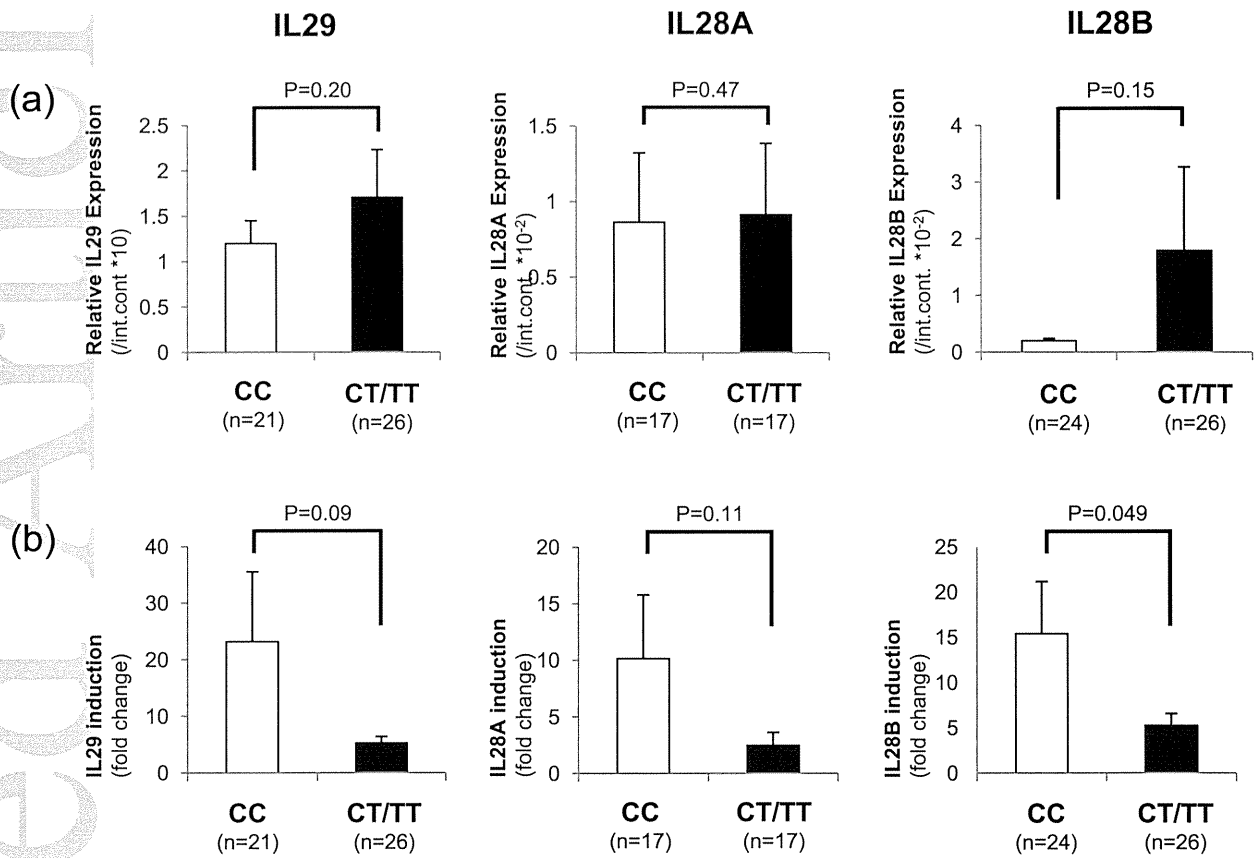 IL29 IL28A IL28B
(a)
P=0.20 P=0.47 P=0.15
Relative IL29 Expression
(/int.cont *10)
2.5
2
1.5
1
0.5
0
CC CT/TT
(n=21) (n=26)
Relative IL28A Expression
(/int.cont. *10-2)
1.5
1
0.5
0
CC CT/TT
(n=17) (n=17)
Relative IL28B Expression
(/int.cont. *10-2)
4
3
2
1
0
CC CT/TT
(n=24) (n=26)
(b)
P=0.09 P=0.11 P=0.049
IL29 induction
(fold change)
40
30
20
10
0
CC CT/TT
(n=21) (n=26)
IL28A induction
(fold change)
20
15
10
5
0
CC CT/TT
(n=17) (n=17)
IL28B induction
(fold change)
25
20
15
10
5
0
CC CT/TT
(n=24) (n=26)